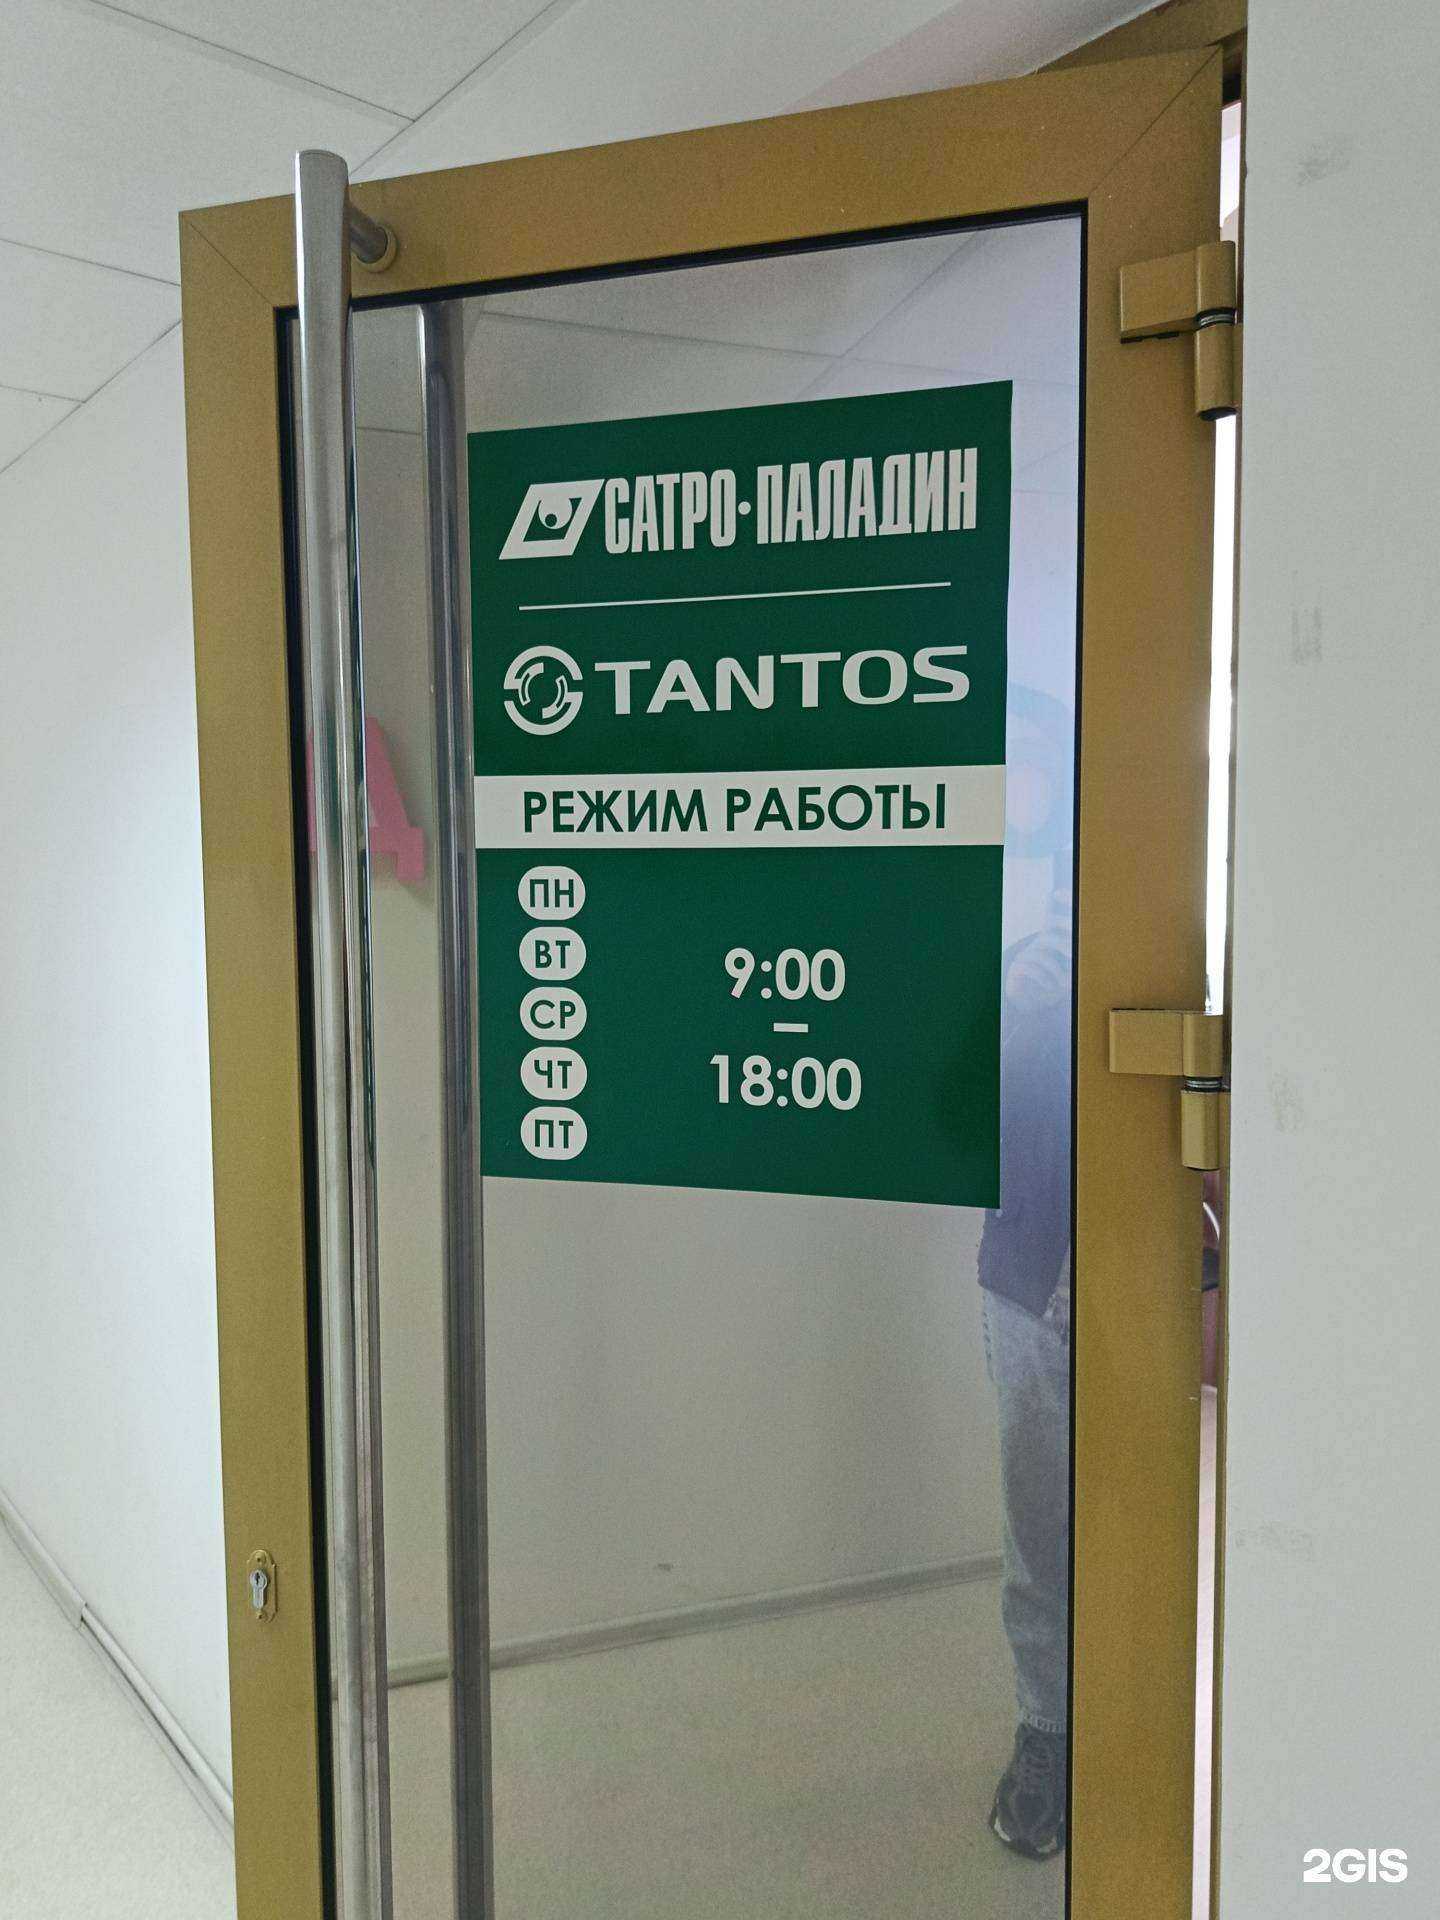 САТРО·ПАЛАДИН
TANTOS
РЕЖИМ РАБОТЫ
ПН
ВТ
СР
ЧТ
ПТ
9:00
–
18:00
2GIS